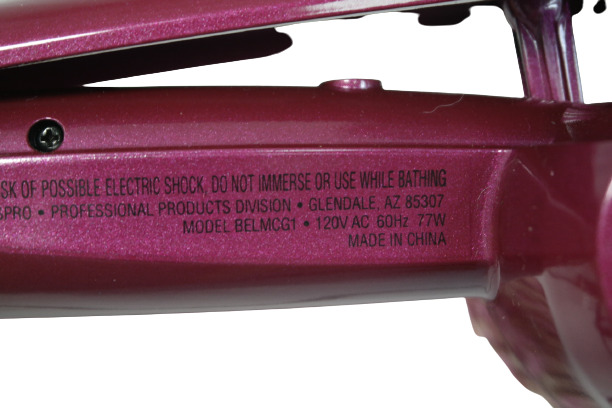 SK OF POSSIBLE ELECTRIC SHOCK, DO NOT IMMERSE OR USE WHILE BATHING
SPRO • PROFESSIONAL PRODUCTS DIVISION • GLENDALE, AZ 85307
MODEL BELMCG1 • 120V AC 60Hz 77W
MADE IN CHINA